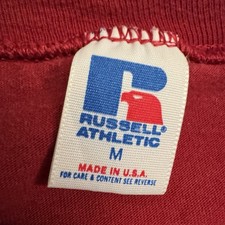 RUSSELL®
ATHLETIC
M
MADE IN U.S.A.
FOR CARE & CONTENT SEE REVERSE